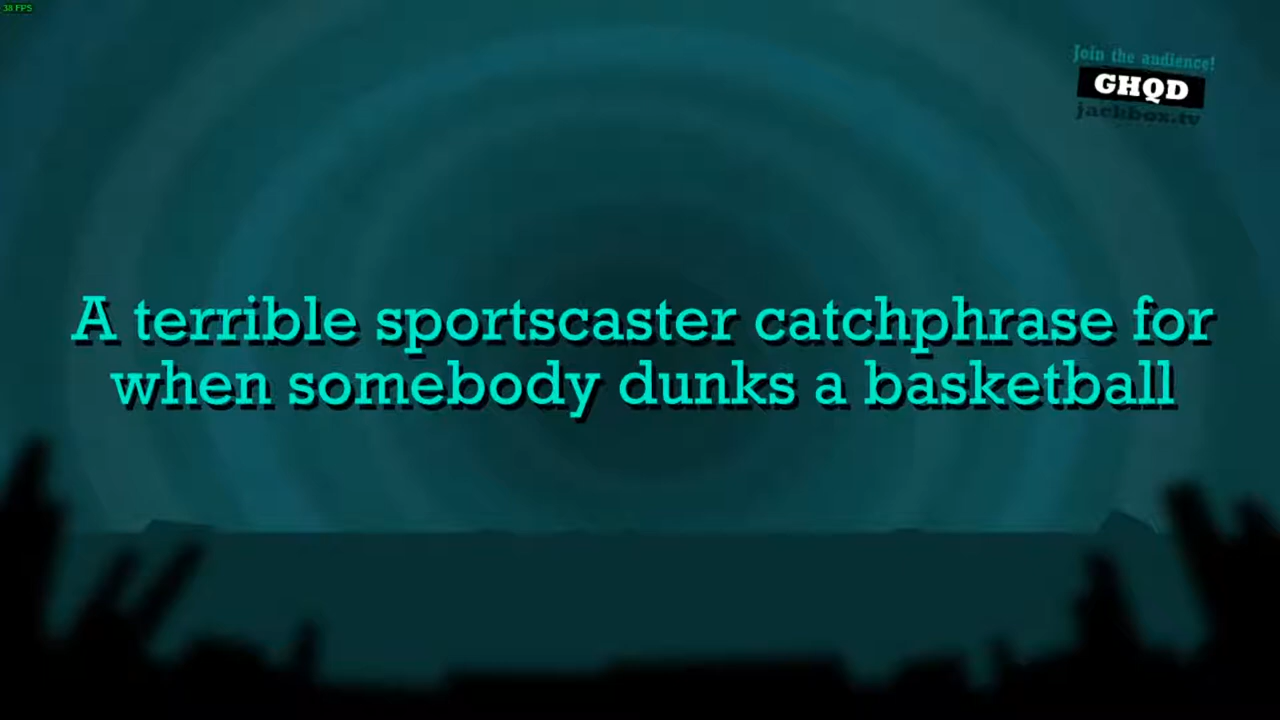 38 FPS
Join the audience!
GHQD
jackbox.tv
A terrible sportscaster catchphrase for
when somebody dunks a basketball